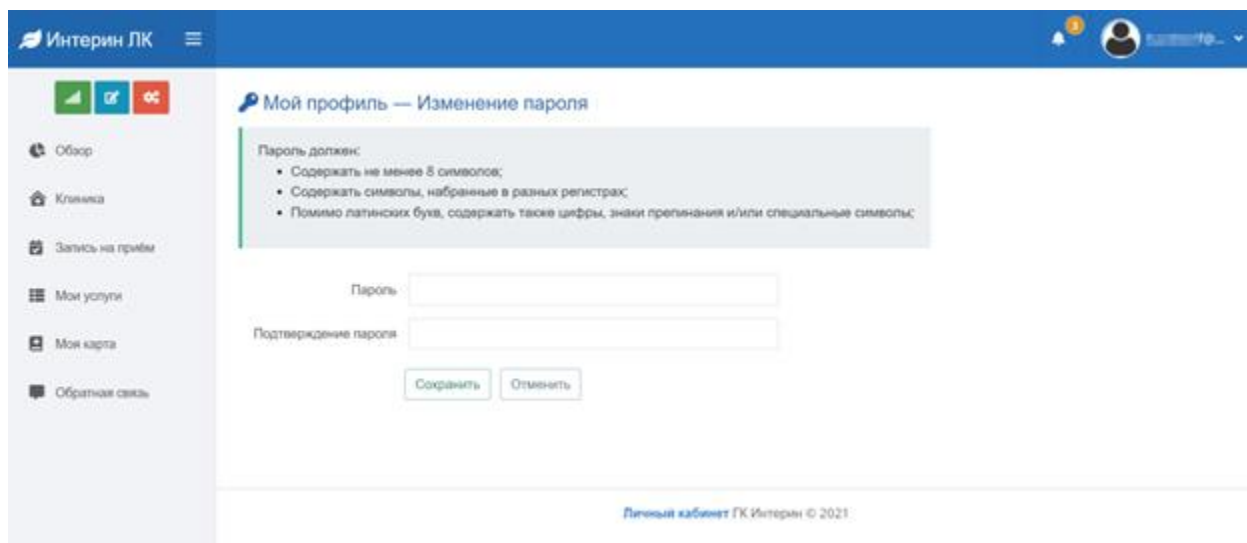 Интерин ЛК
3
Мой профиль — Изменение пароля
Обзор
Клиника
Запись на приём
Мои услуги
Моя карта
Обратная связь
Пароль должен:
Содержать не менее 8 символов;
Содержать символы, набранные в разных регистрах;
Помимо латинских букв, содержать также цифры, знаки препинания и/или специальные символы;
Пароль
Подтверждение пароля
Сохранить Отменить
Личный кабинет ГК Интерин © 2021